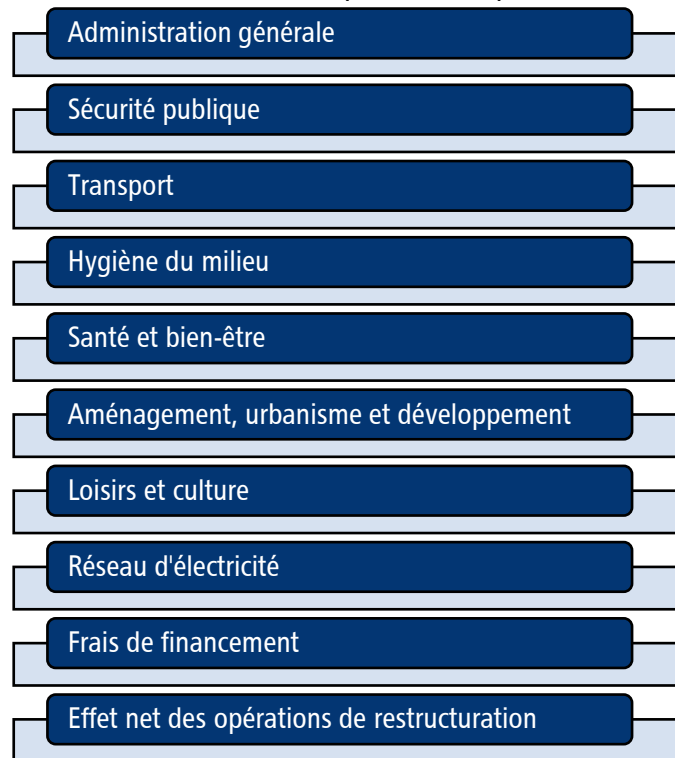 Administration générale
Sécurité publique
Transport
Hygiène du milieu
Santé et bien-être
Aménagement, urbanisme et développement
Loisirs et culture
Réseau d'électricité
Frais de financement
Effet net des opérations de restructuration